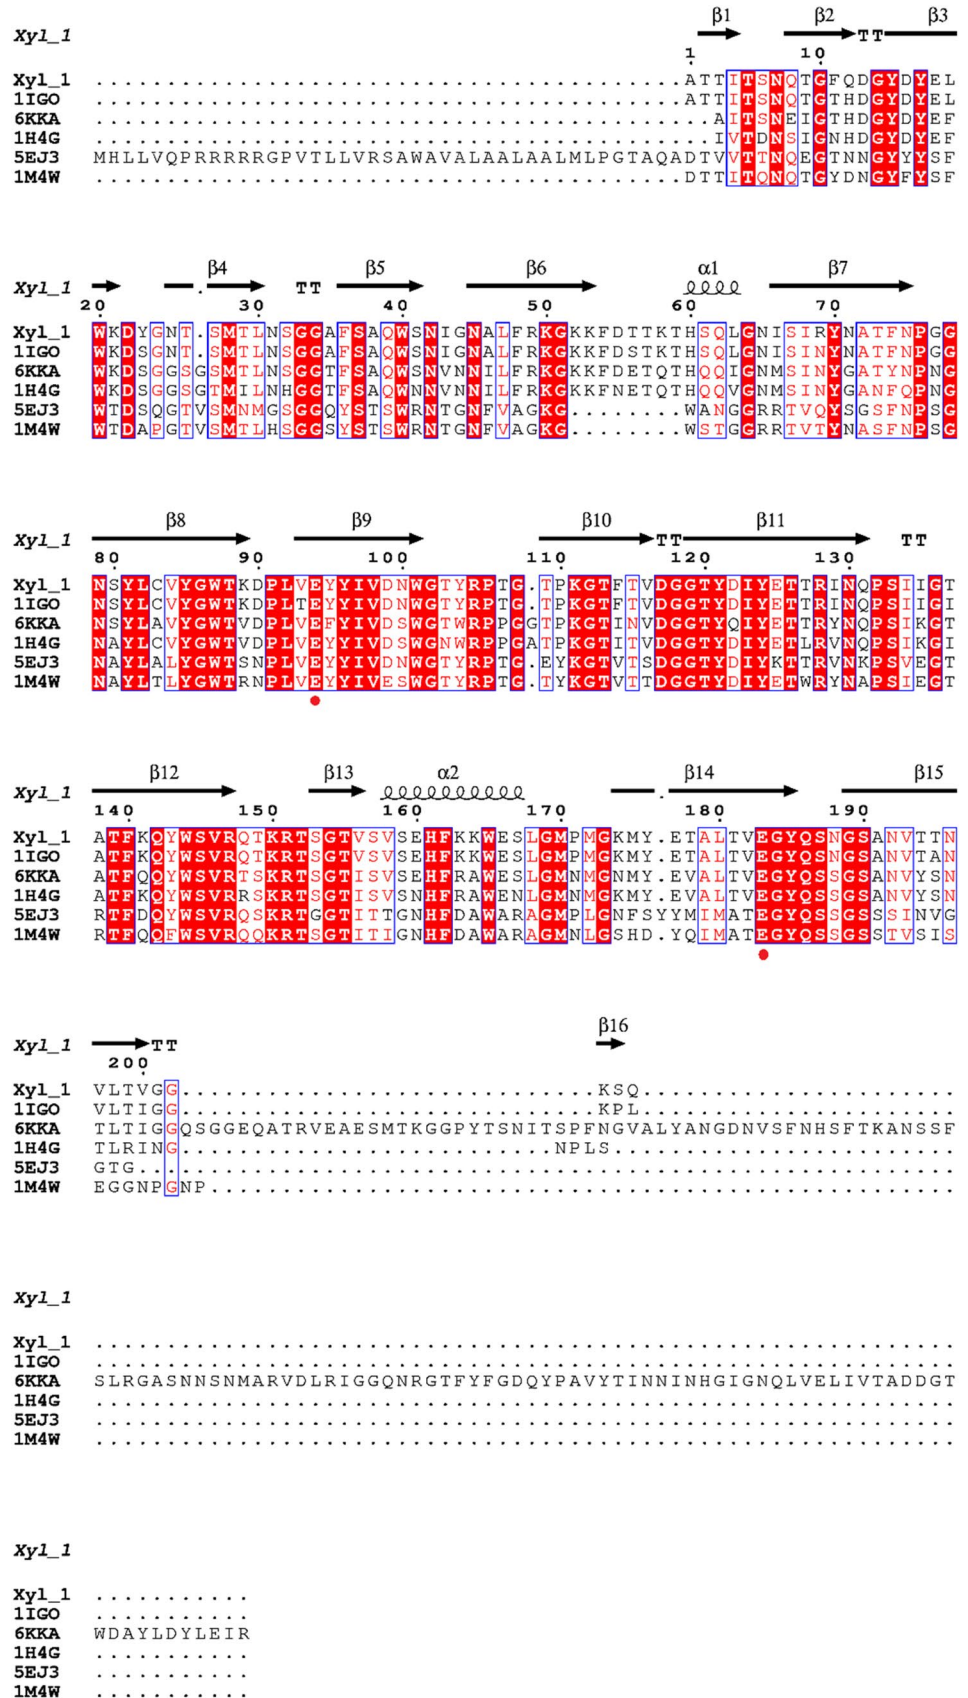 β1 β2 β3
Xyl_1 TT
1 10
Xyl_1 .........................................ATTITSNQTGFQDGYDYEL
1IGO .........................................ATTITSNQTGTHDGYDYEL
6KKA ...........................................AITSNEIGTHDGYDYEF
1H4G ...........................................IVTDNSIGNHDGYDYEF
5EJ3 MHLLVQPRRRRRGPVTLLVRSAWAVALAALAALMLPGTAQADTVVTTNQEGTNNGYYYSF
1M4W .........................................DTTITQNQTGYDNGYFYSF
β4 β5 β6 α1 β7
Xyl_1 . TT
20 30 40 50 60 70
Xyl_1 WKDYGNT.SMTLNSGGAFSAQWSNIGNALFRKGKKFDTTKTHSQLGNISIRYNATFNPGG
1IGO WKDSGNT.SMTLNSGGAFSAQWSNIGNALFRKGKKFDSTKTHSQLGNISINYNATFNPGG
6KKA WKDSGGSGSMTLNSGGTFSAQWSNVNNILFRKGKKFDETQTHQQIGNMSINYGATYNPNG
1H4G WKDSGGSGTMILNHGGTFSAQWNNVNNILFRKGKKFNETQTHQQVGNMSINYGANFQPNG
5EJ3 WTDSQGTVSMNMGSGGQYSTSWRNTGNFVAGKG........WANGGRRTVQYSGSFNPSG
1M4W WTDAPGTVSMTLHSGGSYSTSWRNTGNFVAGKG........WSTGGRRTVTYNASFNPSG
β8 β9 β10 β11
Xyl_1 TT TT
80 90 100 110 120 130
Xyl_1 NSYLCVYGWTKDPLVEYYIVDNWGTYRPTG.TPKGTFTVDGGTYDIYETTRINQPSIIGT
1IGO NSYLCVYGWTKDPLTEYYIVDNWGTYRPTG.TPKGTFTVDGGTYDIYETTRINQPSIIGI
6KKA NSYLAVYGWTVDPLVEFYIVDSWGTWRPPGGTPKGTINVDGGTYQIYETTRYNQPSIKGT
1H4G NAYLCVYGWTVDPLVEYYIVDSWGNWRPPGATPKGTITVDGGTYDIYETLRVNQPSIKGI
5EJ3 NAYLALYGWTSNPLVEYYIVDNWGTYRPTG.EYKGTVTSDGGTYDIYKTTRVNKPSVEGT
1M4W NAYLTLYGWTRNPLVEYYIVESWGTYRPTG.TYKGTVTTDGGTYDIYETWRYNAPSIEGT
β12 β13 α2 β14 β15
Xyl_1 .
140 150 160 170 180 190
Xyl_1 ATFKQYWSVRQTKRTSGTVSVSEHFKKWESLGMPMGKMY.ETALTVEGYQSNGSANVTTN
1IGO ATFKQYWSVRQTKRTSGTVSVSEHFKKWESLGMPMGKMY.ETALTVEGYQSNGSANVTAN
6KKA ATFQQYWSVRTSKRTSGTISVSEHFRAWESLGMNMGNMY.EVALTVEGYQSSGSANVYSN
1H4G ATFKQYWSVRRSKRTSGTISVSNHFRAWENLGMNMGKMY.EVALTVEGYQSSGSANVYSN
5EJ3 RTFDQYWSVRQSKRTGGTITTGNHFDAWARAGMPLGNFSYYMIMATEGYQSSGSSSINVG
1M4W RTFQQFWSVRQQKRTSGTITIGNHFDAWARAGMNLGSHD.YQIMATEGYQSSGSSTVSIS
β16
Xyl_1 TT
200
Xyl_1 VLTVGG.............................KSQ......................
1IGO VLTIGG.............................KPL......................
6KKA TLTIGGQSGGEQATRVEAESMTKGGPYTSNITSPFNGVALYANGDNVSFNHSFTKANSSF
1H4G TLRING..........................NPLS........................
5EJ3 GTG.........................................................
1M4W EGGNPGNP....................................................
Xyl_1
Xyl_1 ............................................................
1IGO ............................................................
6KKA SLRGASNNSNMARVDLRIGGQNRGTFYFGDQYPAVYTINNINHGIGNQLVELIVTADDGT
1H4G ............................................................
5EJ3 ............................................................
1M4W ............................................................
Xyl_1
Xyl_1 ...........
1IGO ...........
6KKA WDAYLDYLEIR
1H4G ...........
5EJ3 ...........
1M4W ...........